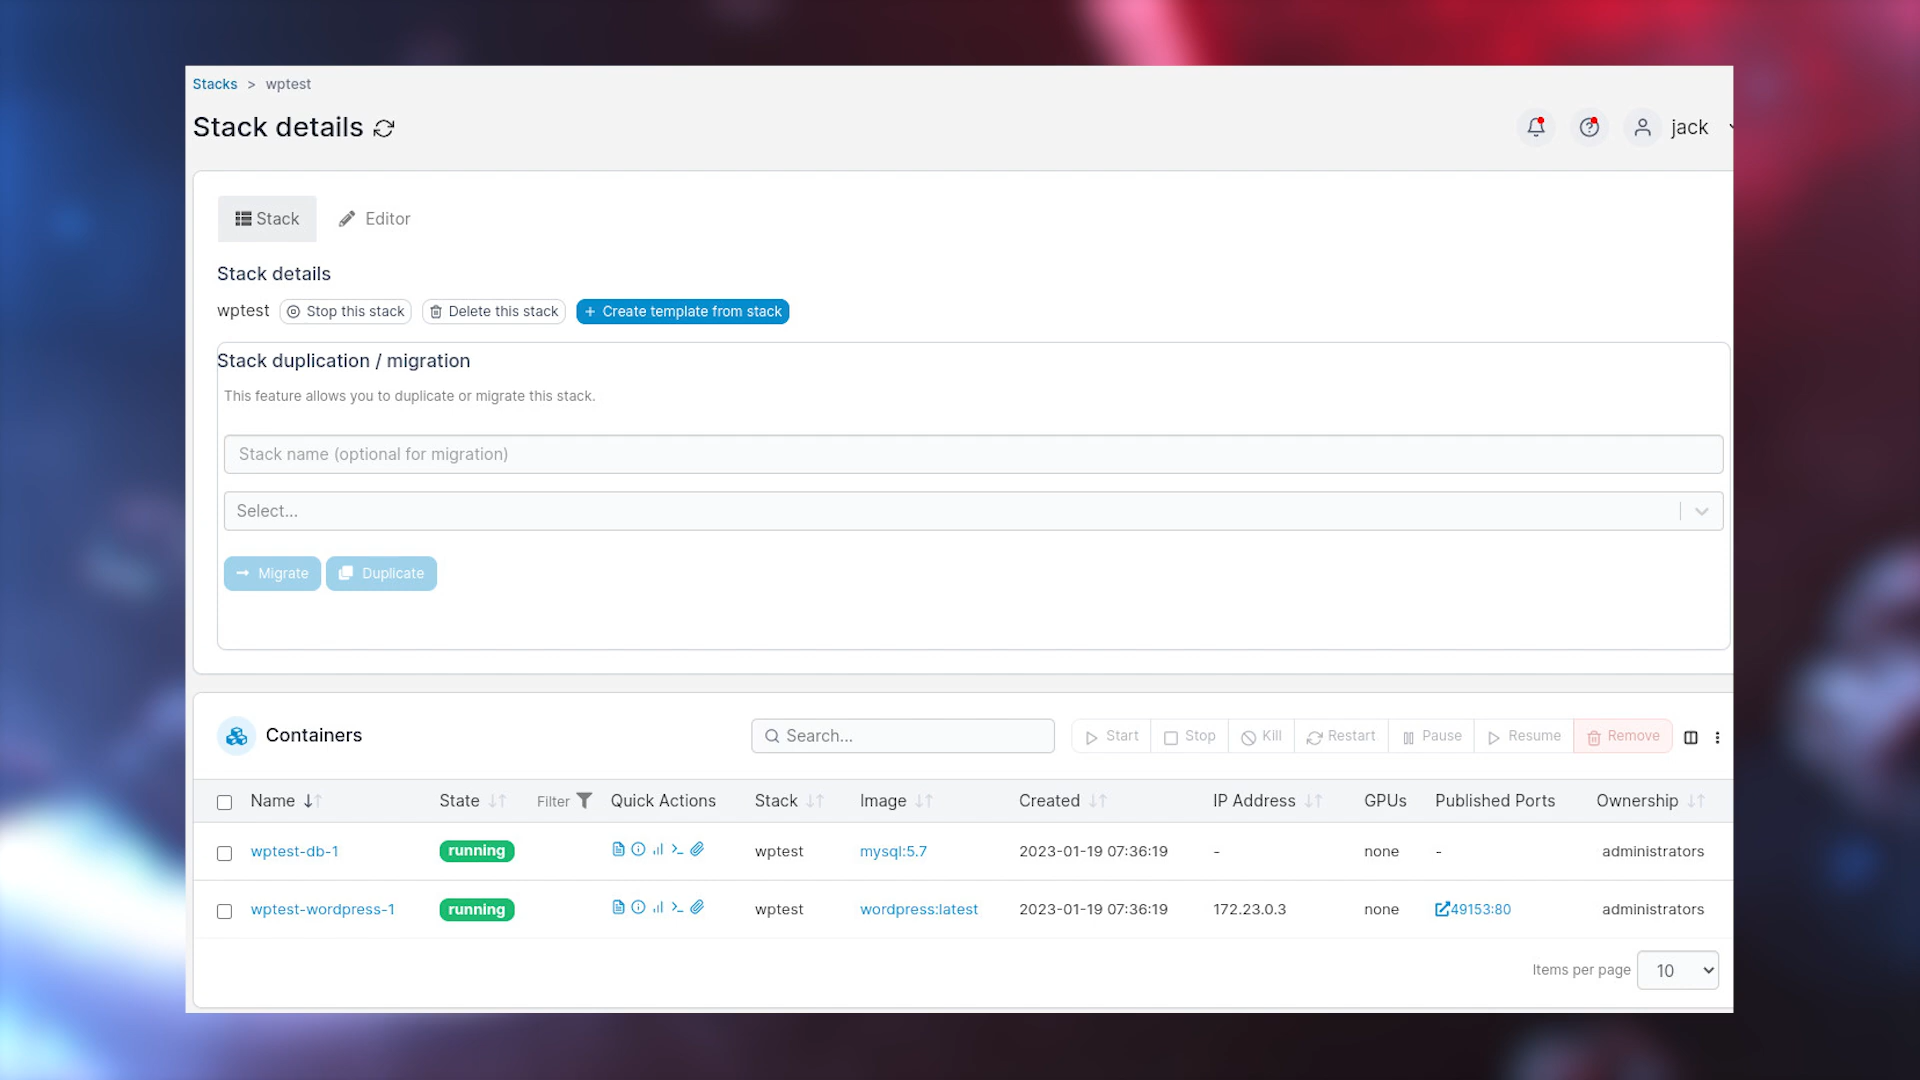 Stacks > wptest
Stack details
jack
Stack Editor
Stack details
wptest Stop this stack Delete this stack + Create template from stack
Stack duplication / migration
This feature allows you to duplicate or migrate this stack.
Stack name (optional for migration)
Select...
Migrate Duplicate
Containers Search... Start Stop Kill Restart Pause Resume Remove
Name State Filter Quick Actions Stack Image Created IP Address GPUs Published Ports Ownership
wptest-db-1 running wptest mysql:5.7 2023-01-19 07:36:19 - none - administrators
wptest-wordpress-1 running wptest wordpress:latest 2023-01-19 07:36:19 172.23.0.3 none 49153:80 administrators
Items per page 10